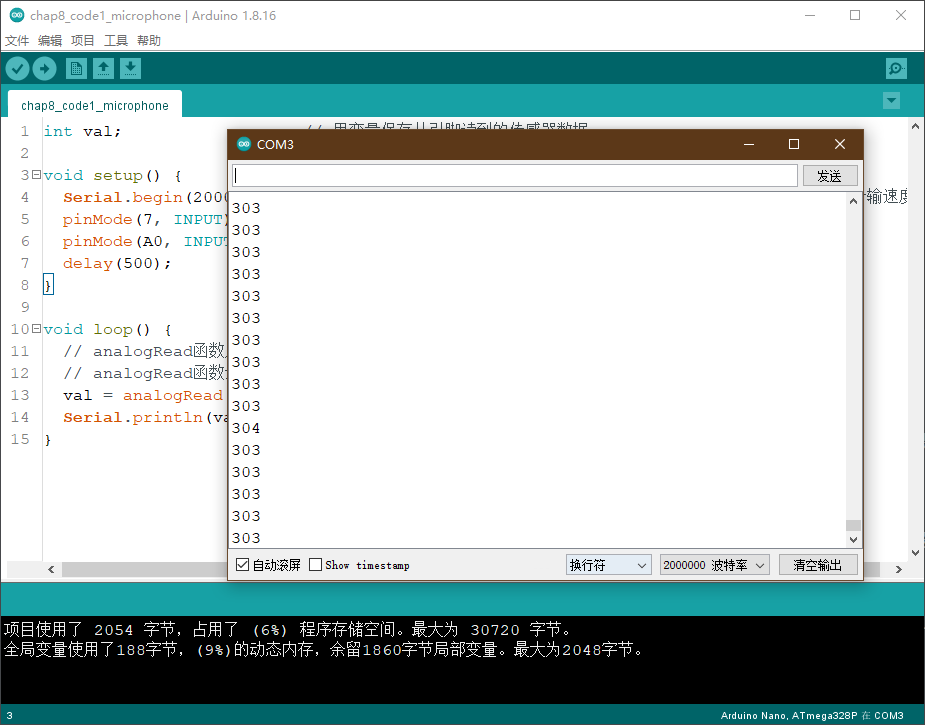 chap8_code1_microphone | Arduino 1.8.16
文件 编辑 项目 工具 帮助
chap8_code1_microphone
1 int val; // 用变量保存从引脚读到的传感器数据
2
3 void setup() {
4 Serial.begin(200 输速度
5 pinMode(7, INPUT)
6 pinMode(A0, INPUT
7 delay(500);
8 }
9
10 void loop() {
11 // analogRead函数
12 // analogRead函数
13 val = analogRead
14 Serial.println(va
15 }
COM3
发送
303
303
303
303
303
303
303
303
303
303
304
303
303
303
303
303
自动滚屏 Show timestamp 换行符 2000000 波特率 清空输出
项目使用了 2054 字节，占用了 (6%) 程序存储空间。最大为 30720 字节。
全局变量使用了188字节，(9%)的动态内存，余留1860字节局部变量。最大为2048字节。
3 Arduino Nano, ATmega328P 在 COM3